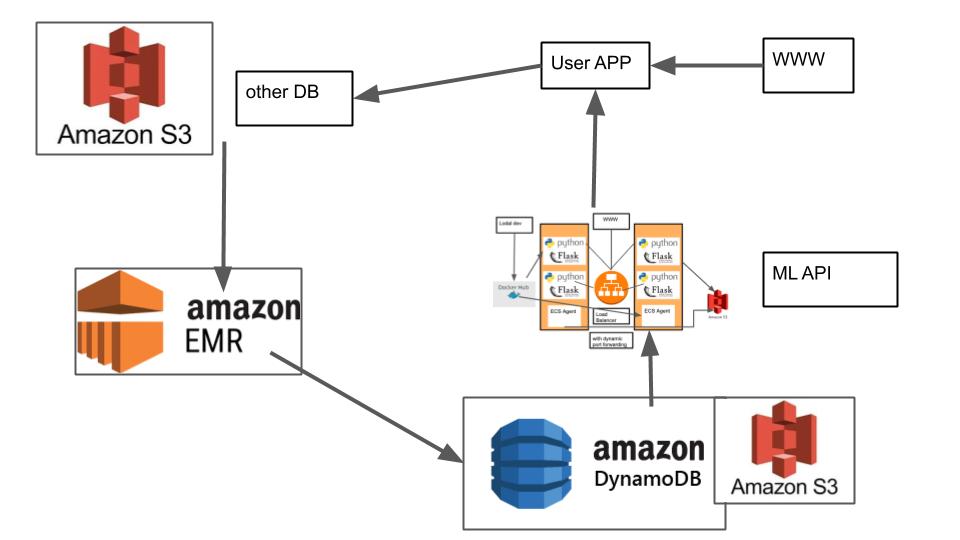 Amazon S3
other DB
User APP
WWW
amazon
EMR
Lodal dev
WWW
python
Flask
python
Flask
python
Flask
python
Flask
Docker Hub
ECS Agent
Load
Balancer
ECS Agent
Amazon S3
with dynamic
port forwarding
ML API
amazon
DynamoDB
Amazon S3